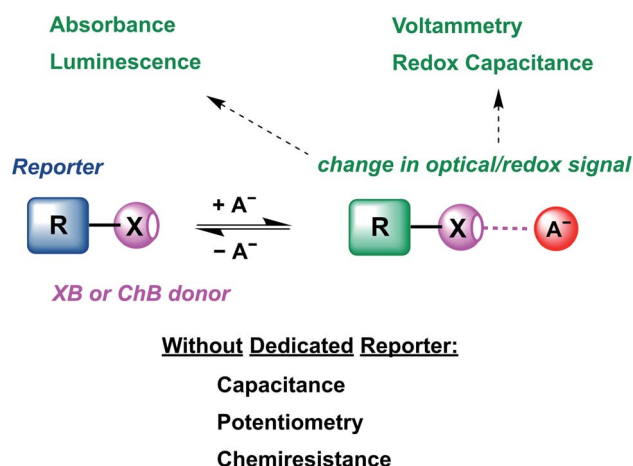 Absorbance
Luminescence
Voltammetry
Redox Capacitance
Reporter
change in optical/redox signal
R X
+ A⁻
− A⁻
R X A⁻
XB or ChB donor
Without Dedicated Reporter:
Capacitance
Potentiometry
Chemiresistance